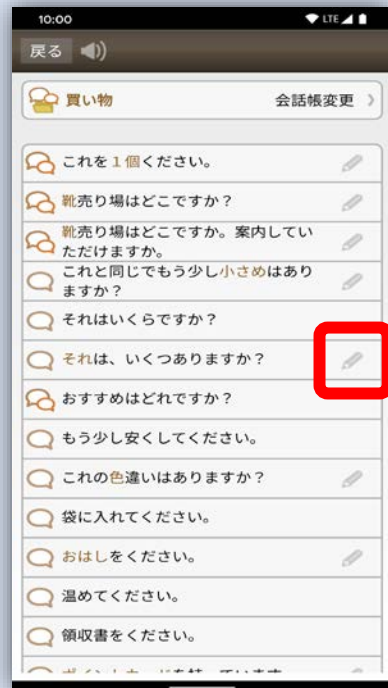 10:00 LTE
戻る
買い物 会話帳変更
これを1個ください。
靴売り場はどこですか？
靴売り場はどこですか。案内してい
ただけますか。
これと同じでもう少し小さめはあり
ますか？
それはいくらですか？
それは、いくつありますか？
おすすめはどれですか？
もう少し安くしてください。
これの色違いはありますか？
袋に入れてください。
おはしをください。
温めてください。
領収書をください。